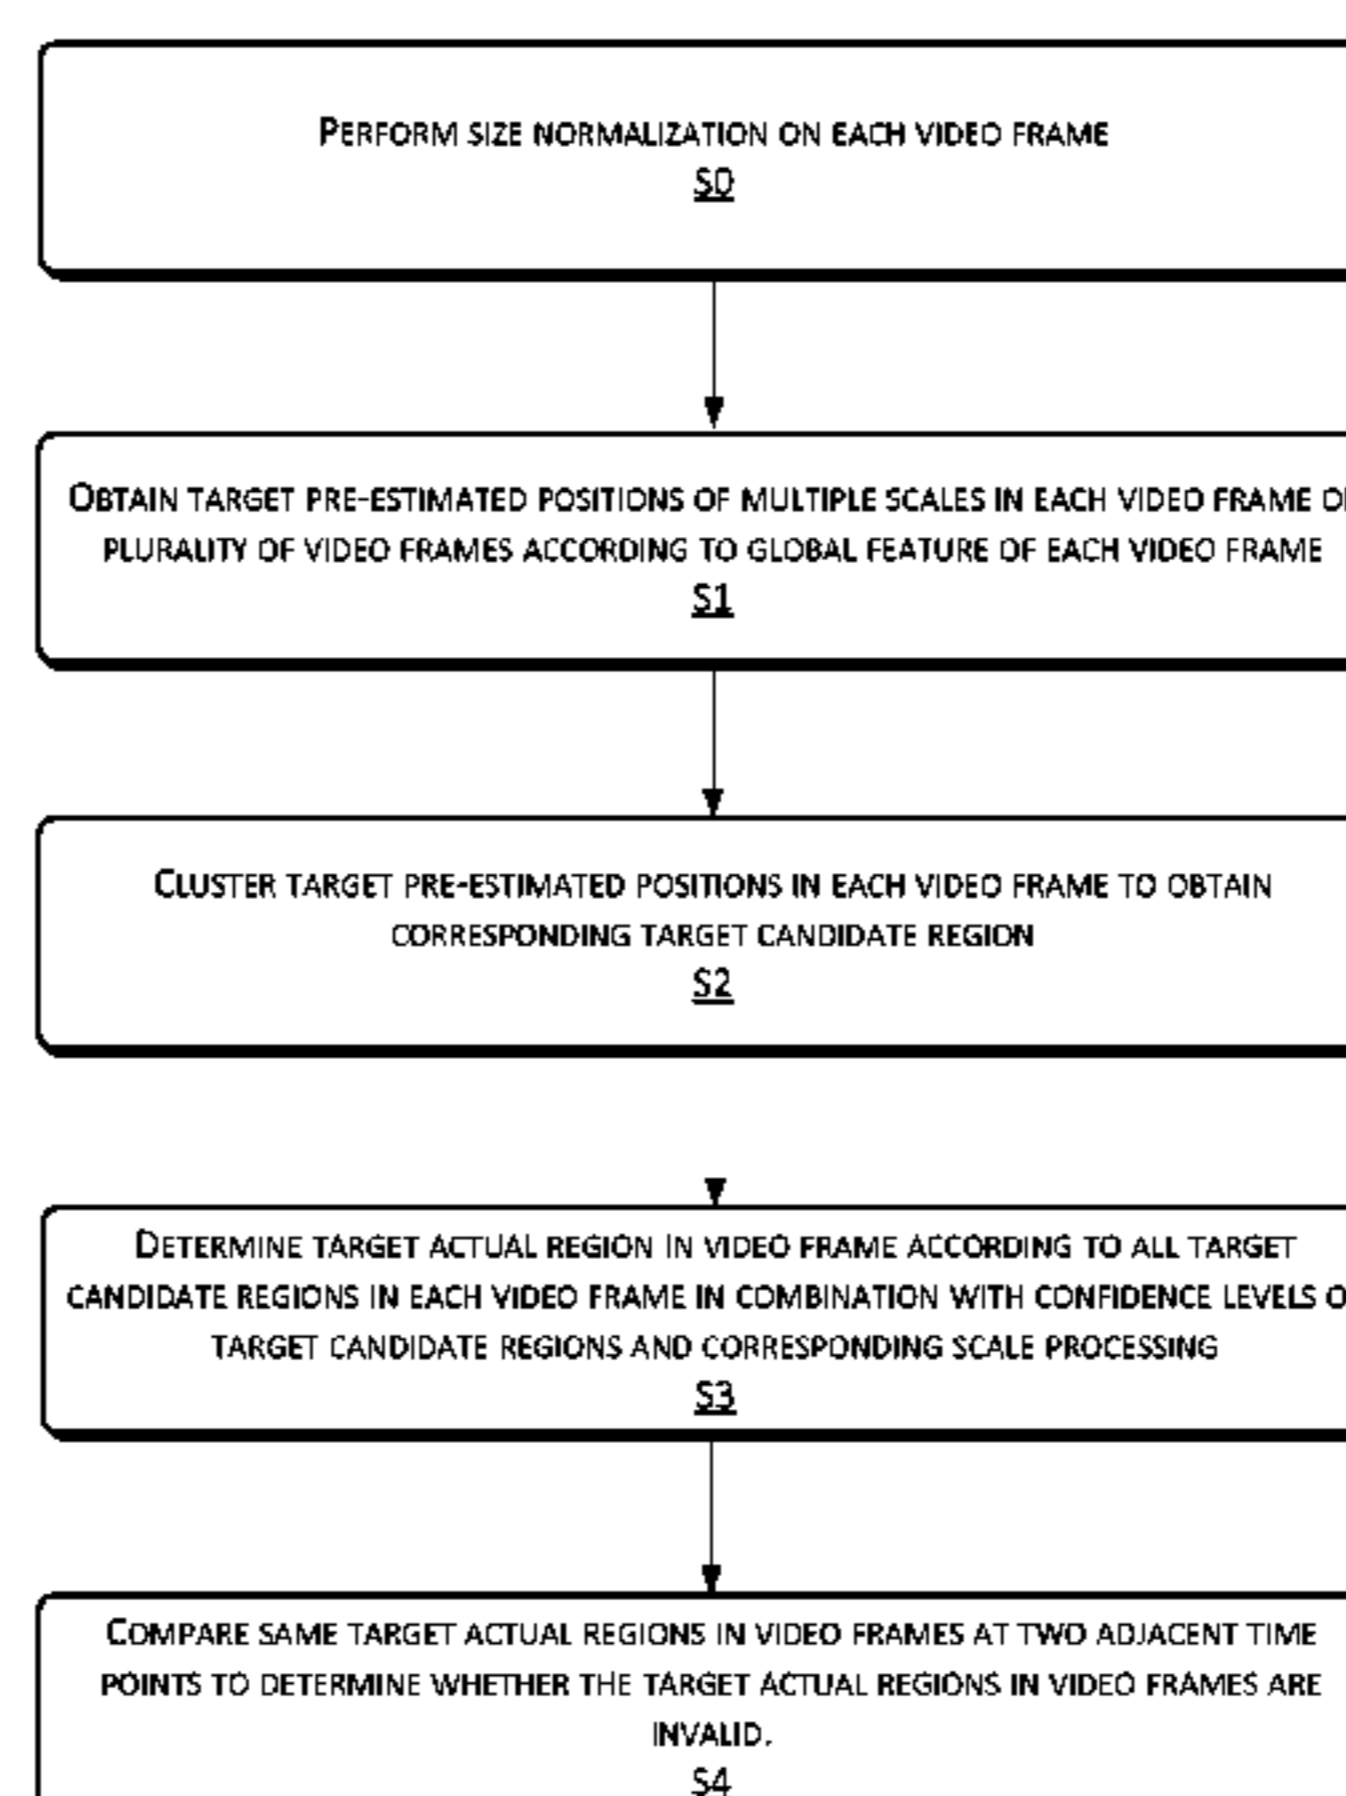 PERFORM SIZE NORMALIZATION ON EACH VIDEO FRAME
S0
OBTAIN TARGET PRE-ESTIMATED POSITIONS OF MULTIPLE SCALES IN EACH VIDEO FRAME
PLURALITY OF VIDEO FRAMES ACCORDING TO GLOBAL FEATURE OF EACH VIDEO FRAME
S1
CLUSTER TARGET PRE-ESTIMATED POSITIONS IN EACH VIDEO FRAME TO OBTAIN
CORRESPONDING TARGET CANDIDATE REGION
S2
DETERMINE TARGET ACTUAL REGION IN VIDEO FRAME ACCORDING TO ALL TARGET
CANDIDATE REGIONS IN EACH VIDEO FRAME IN COMBINATION WITH CONFIDENCE LEVELS
TARGET CANDIDATE REGIONS AND CORRESPONDING SCALE PROCESSING
S3
COMPARE SAME TARGET ACTUAL REGIONS IN VIDEO FRAMES AT TWO ADJACENT TIME
POINTS TO DETERMINE WHETHER THE TARGET ACTUAL REGIONS IN VIDEO FRAMES ARE
INVALID.
S4